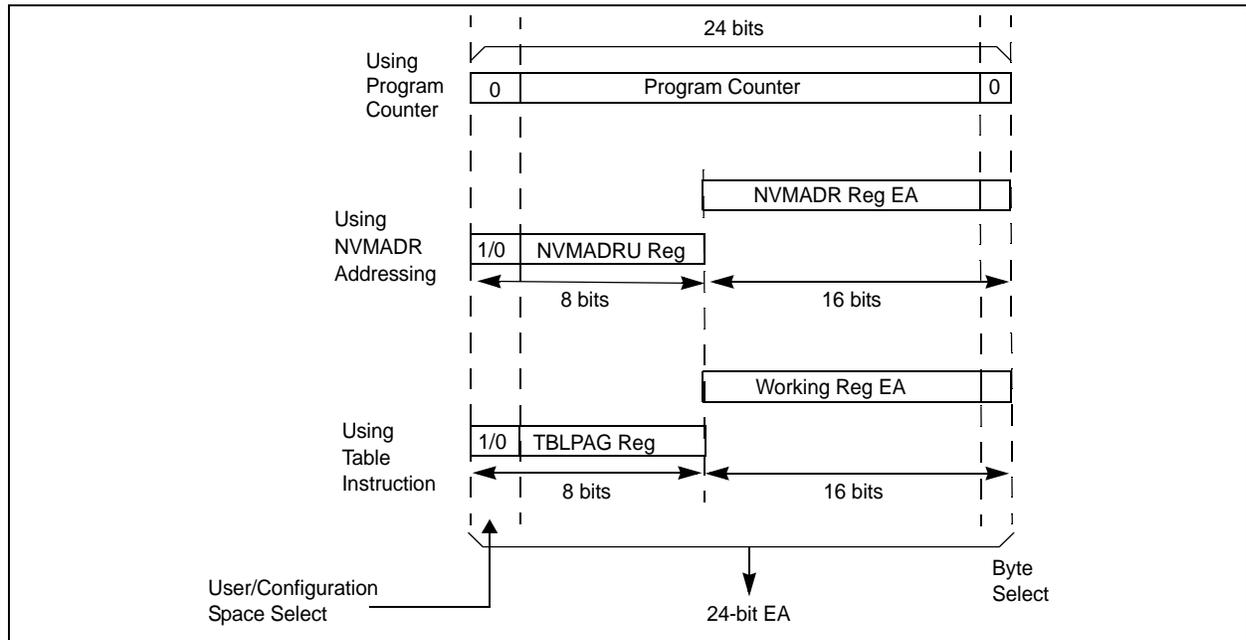 24 bits
Using
Program
Counter
0
Program Counter
0
NVMADR Reg EA
Using
NVMADR
Addressing
1/0
NVMADRU Reg
8 bits
16 bits
Working Reg EA
Using
Table
Instruction
1/0
TBLPAG Reg
8 bits
16 bits
User/Configuration
Space Select
24-bit EA
Byte
Select